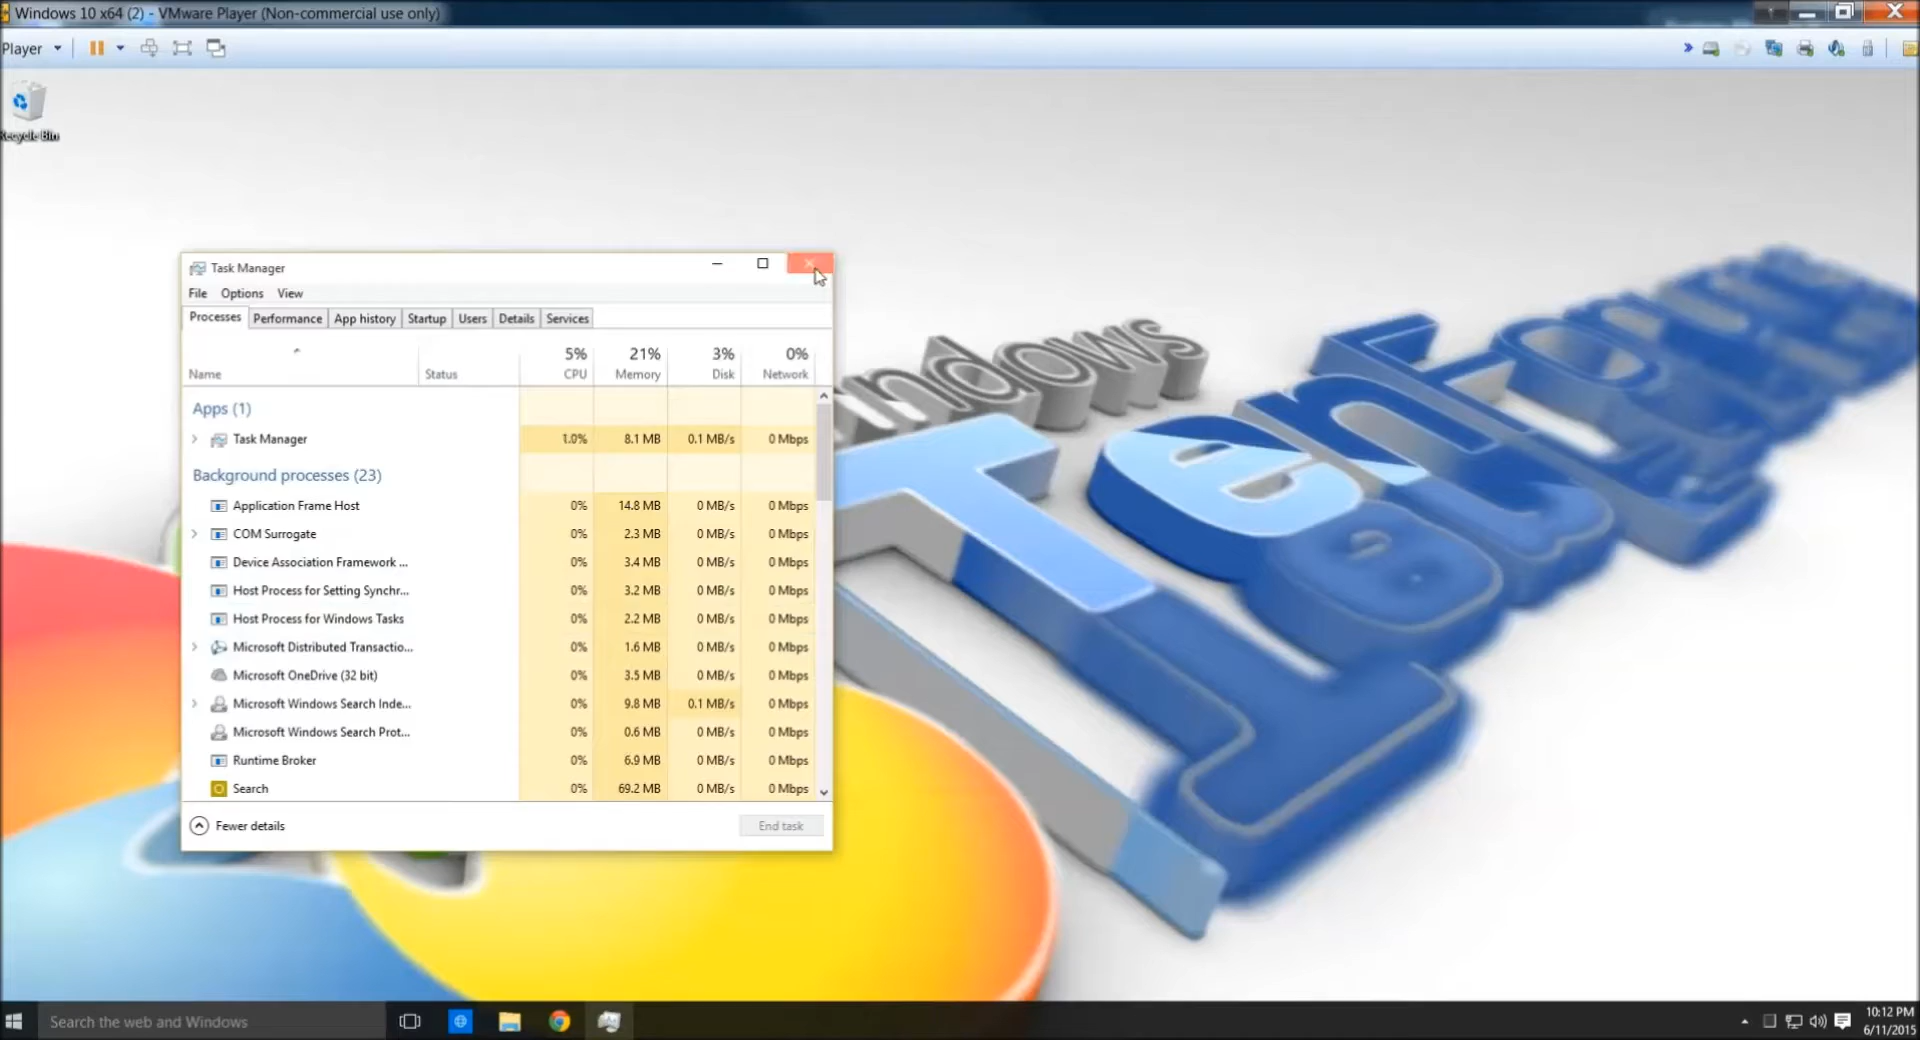 Windows 10 x64 (2) - VMware Player (Non-commercial use only)
Player
Recycle Bin
Task Manager
File Options View
Processes Performance App history Startup Users Details Services
5% 21% 3% 0%
Name Status CPU Memory Disk Network
Apps (1)
Task Manager 1.0% 8.1 MB 0.1 MB/s 0 Mbps
Background processes (23)
Application Frame Host 0% 14.8 MB 0 MB/s 0 Mbps
COM Surrogate 0% 2.3 MB 0 MB/s 0 Mbps
Device Association Framework ... 0% 3.4 MB 0 MB/s 0 Mbps
Host Process for Setting Synchr... 0% 3.2 MB 0 MB/s 0 Mbps
Host Process for Windows Tasks 0% 2.2 MB 0 MB/s 0 Mbps
Microsoft Distributed Transactio... 0% 1.6 MB 0 MB/s 0 Mbps
Microsoft OneDrive (32 bit) 0% 3.5 MB 0 MB/s 0 Mbps
Microsoft Windows Search Inde... 0% 9.8 MB 0.1 MB/s 0 Mbps
Microsoft Windows Search Prot... 0% 0.6 MB 0 MB/s 0 Mbps
Runtime Broker 0% 6.9 MB 0 MB/s 0 Mbps
Search 0% 69.2 MB 0 MB/s 0 Mbps
Fewer details End task
indows
TenForums
Search the web and Windows
10:12 PM
6/11/2015